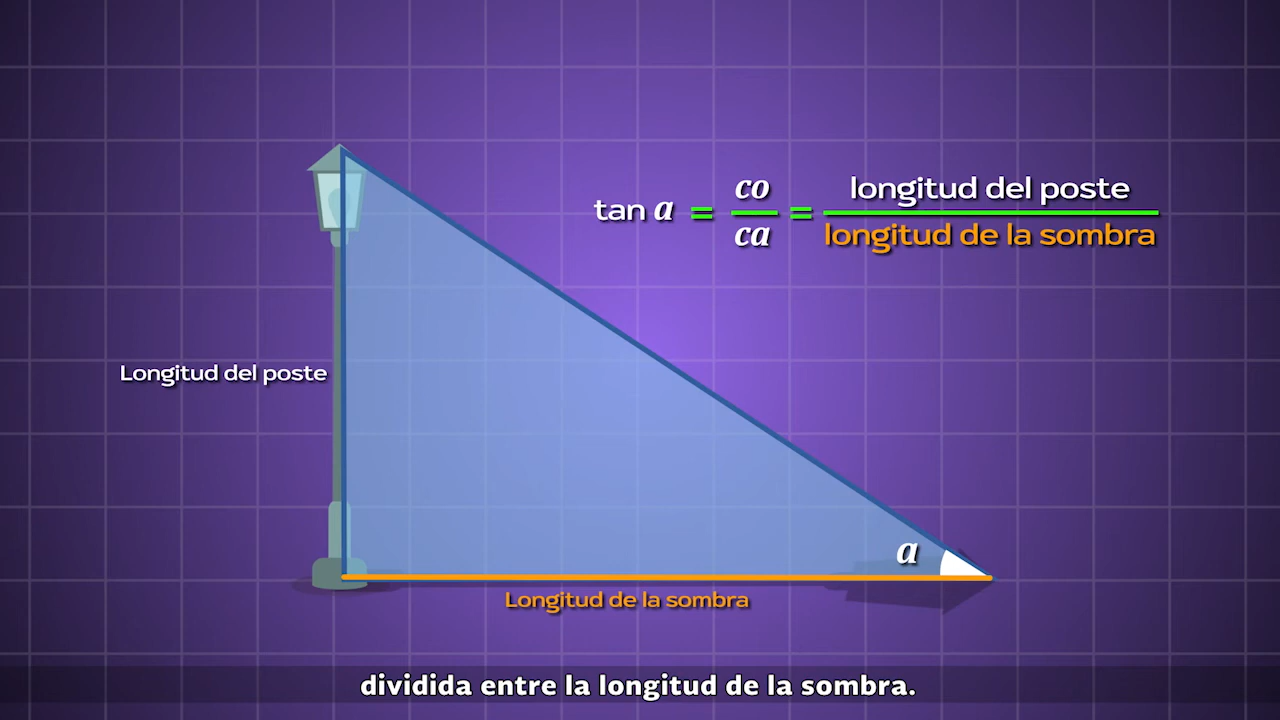 tan a = co / ca = longitud del poste / longitud de la sombra
Longitud del poste
a
Longitud de la sombra
dividida entre la longitud de la sombra.